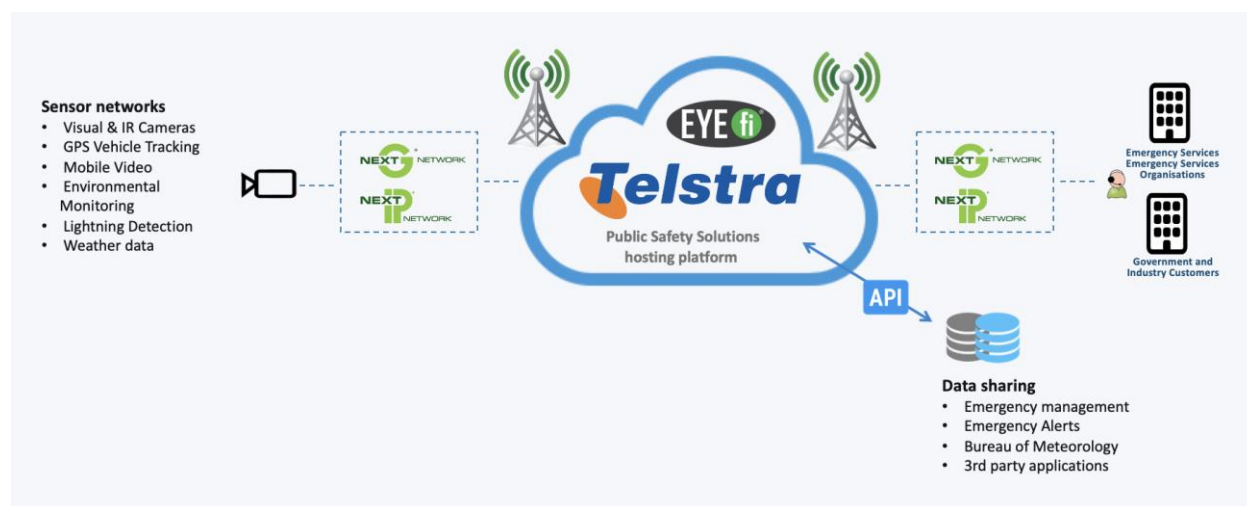 Sensor networks
• Visual & IR Cameras
• GPS Vehicle Tracking
• Mobile Video
• Environmental
Monitoring
• Lightning Detection
• Weather data
NEXT G NETWORK
NEXT IP NETWORK
EYE fi
Telstra
Public Safety Solutions
hosting platform
NEXT G NETWORK
NEXT IP NETWORK
Emergency Services
Emergency Services
Organisations
Government and
Industry Customers
API
Data sharing
• Emergency management
• Emergency Alerts
• Bureau of Meteorology
• 3rd party applications